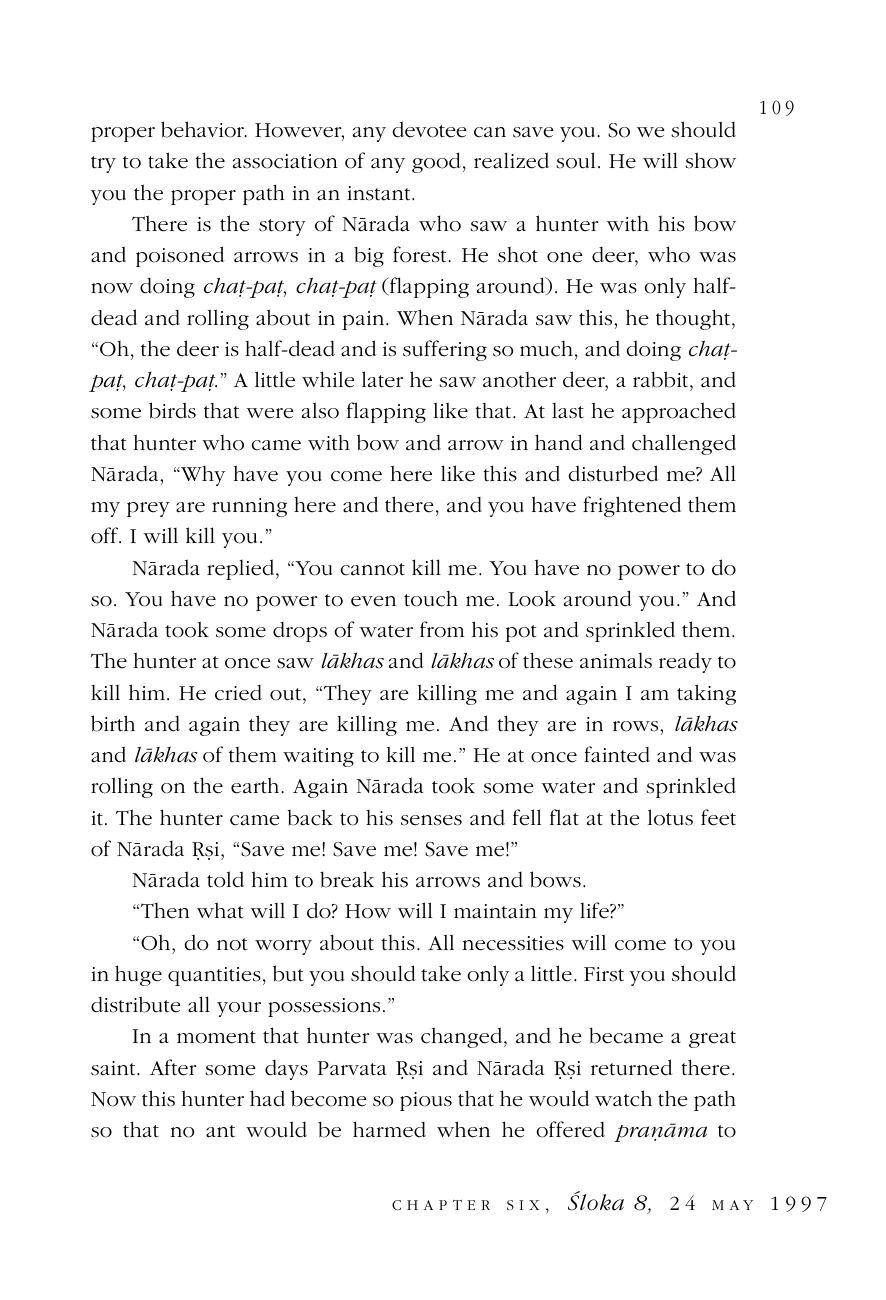 109
proper behavior. However, any devotee can save you. So we should
try to take the association of any good, realized soul. He will show
you the proper path in an instant.
There is the story of Nārada who saw a hunter with his bow
and poisoned arrows in a big forest. He shot one deer, who was
now doing chaṭ-paṭ, chaṭ-paṭ (flapping around). He was only half-
dead and rolling about in pain. When Nārada saw this, he thought,
“Oh, the deer is half-dead and is suffering so much, and doing chaṭ-
paṭ, chaṭ-paṭ.” A little while later he saw another deer, a rabbit, and
some birds that were also flapping like that. At last he approached
that hunter who came with bow and arrow in hand and challenged
Nārada, “Why have you come here like this and disturbed me? All
my prey are running here and there, and you have frightened them
off. I will kill you.”
Nārada replied, “You cannot kill me. You have no power to do
so. You have no power to even touch me. Look around you.” And
Nārada took some drops of water from his pot and sprinkled them.
The hunter at once saw lākhas and lākhas of these animals ready to
kill him. He cried out, “They are killing me and again I am taking
birth and again they are killing me. And they are in rows, lākhas
and lākhas of them waiting to kill me.” He at once fainted and was
rolling on the earth. Again Nārada took some water and sprinkled
it. The hunter came back to his senses and fell flat at the lotus feet
of Nārada Ṛṣi, “Save me! Save me! Save me!”
Nārada told him to break his arrows and bows.
“Then what will I do? How will I maintain my life?”
“Oh, do not worry about this. All necessities will come to you
in huge quantities, but you should take only a little. First you should
distribute all your possessions.”
In a moment that hunter was changed, and he became a great
saint. After some days Parvata Ṛṣi and Nārada Ṛṣi returned there.
Now this hunter had become so pious that he would watch the path
so that no ant would be harmed when he offered praṇāma to
CHAPTER SIX, Śloka 8, 24 MAY 1997